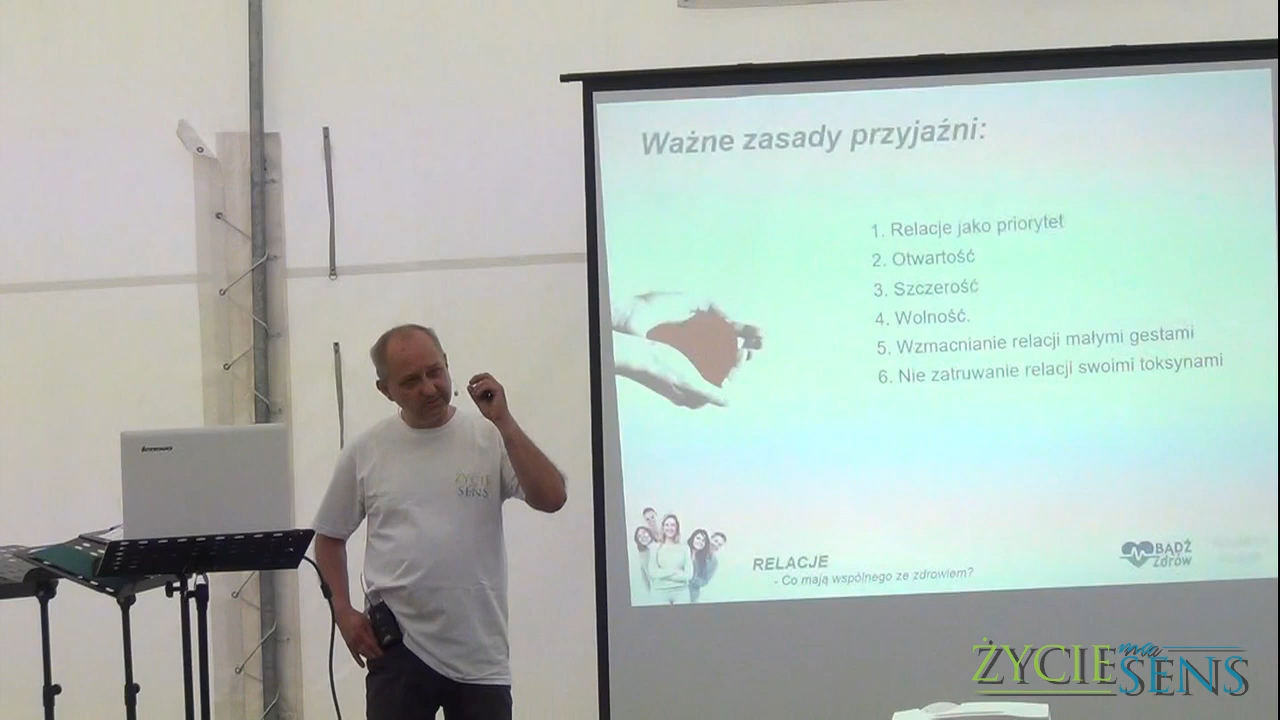 Ważne zasady przyjaźni:
1. Relacje jako priorytet
2. Otwartość
3. Szczerość
4. Wolność.
5. Wzmacnianie relacji małymi gestami
6. Nie zatruwanie relacji swoimi toksynami
RELACJE
- Co mają wspólnego ze zdrowiem?
BĄDŹ
Zdrów
lenovo
ŻYCIE
SENS
ŻYCIE ma SENS